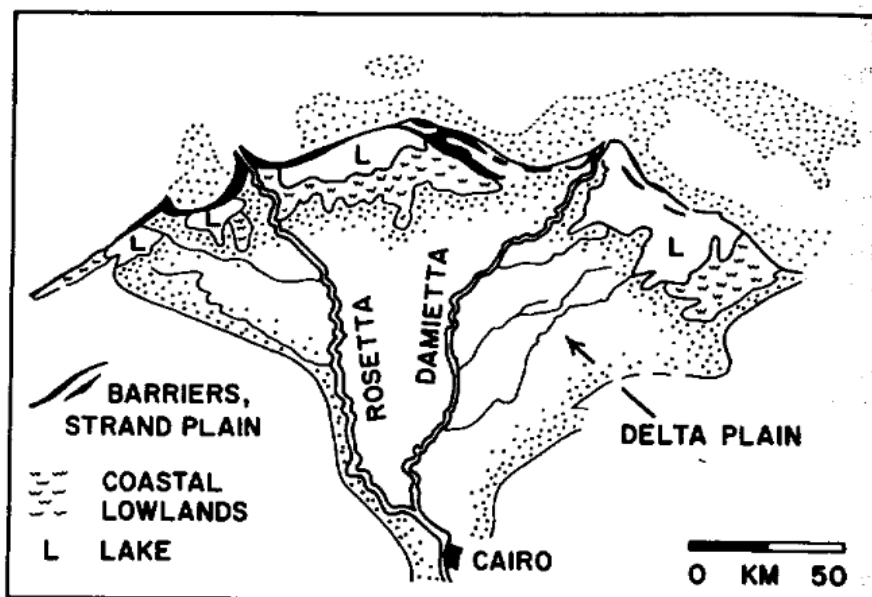 L
L
L
L
ROSETTA
DAMIETTA
BARRIERS,
STRAND PLAIN
DELTA PLAIN
COASTAL
LOWLANDS
L LAKE
CAIRO
0 KM 50